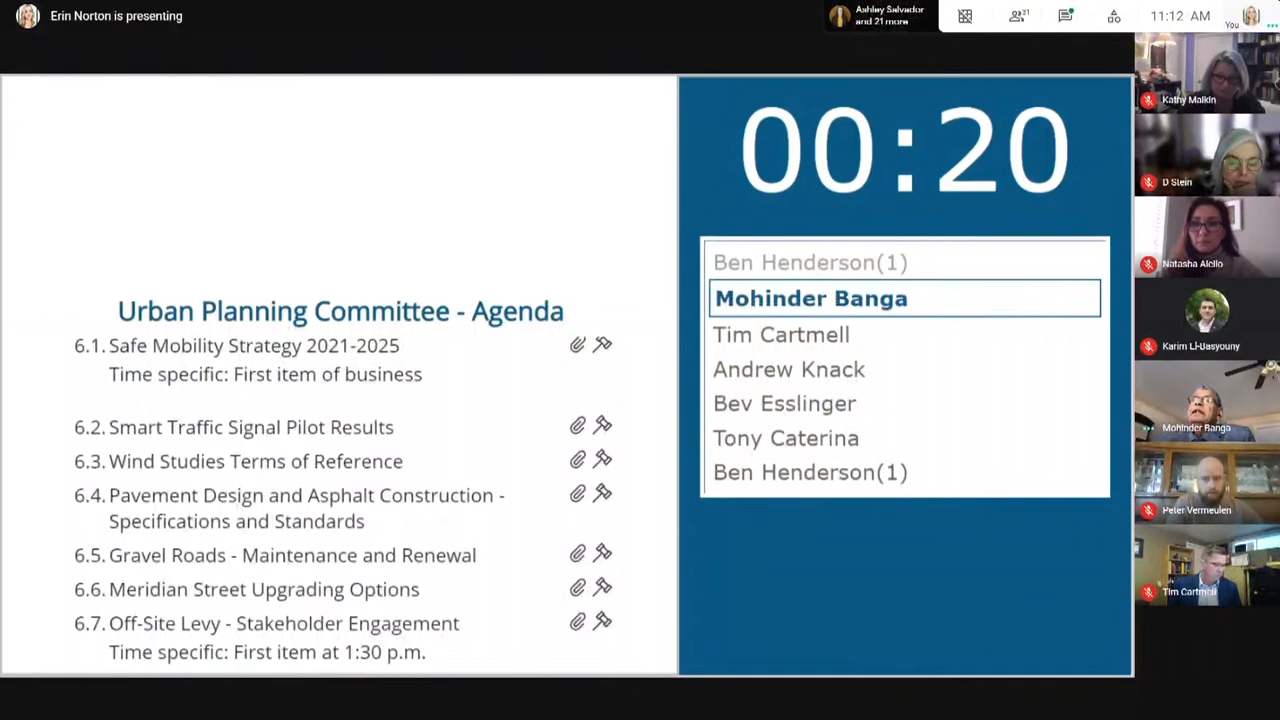 Erin Norton is presenting
Ashley Salvador
and 21 more
31
11:12 AM
You
00:20
Ben Henderson(1)
Mohinder Banga
Tim Cartmell
Andrew Knack
Bev Esslinger
Tony Caterina
Ben Henderson(1)
Urban Planning Committee - Agenda
6.1. Safe Mobility Strategy 2021-2025
Time specific: First item of business
6.2. Smart Traffic Signal Pilot Results
6.3. Wind Studies Terms of Reference
6.4. Pavement Design and Asphalt Construction -
Specifications and Standards
6.5. Gravel Roads - Maintenance and Renewal
6.6. Meridian Street Upgrading Options
6.7. Off-Site Levy - Stakeholder Engagement
Time specific: First item at 1:30 p.m.
Kathy Malkin
D Stein
Natasha Aiello
Karim El-Basyouny
Mohinder Banga
Peter Vermeulen
Tim Cartmell